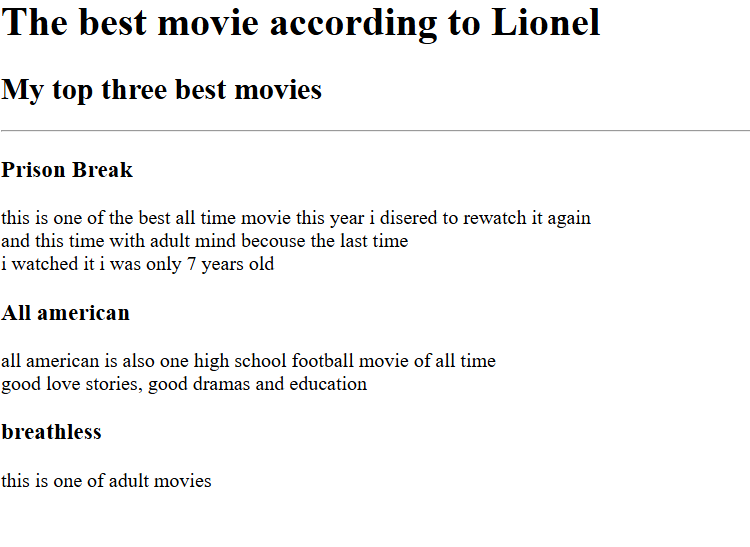 The best movie according to Lionel
My top three best movies
Prison Break
this is one of the best all time movie this year i disered to rewatch it again
and this time with adult mind becouse the last time
i watched it i was only 7 years old
All american
all american is also one high school football movie of all time
good love stories, good dramas and education
breathless
this is one of adult movies